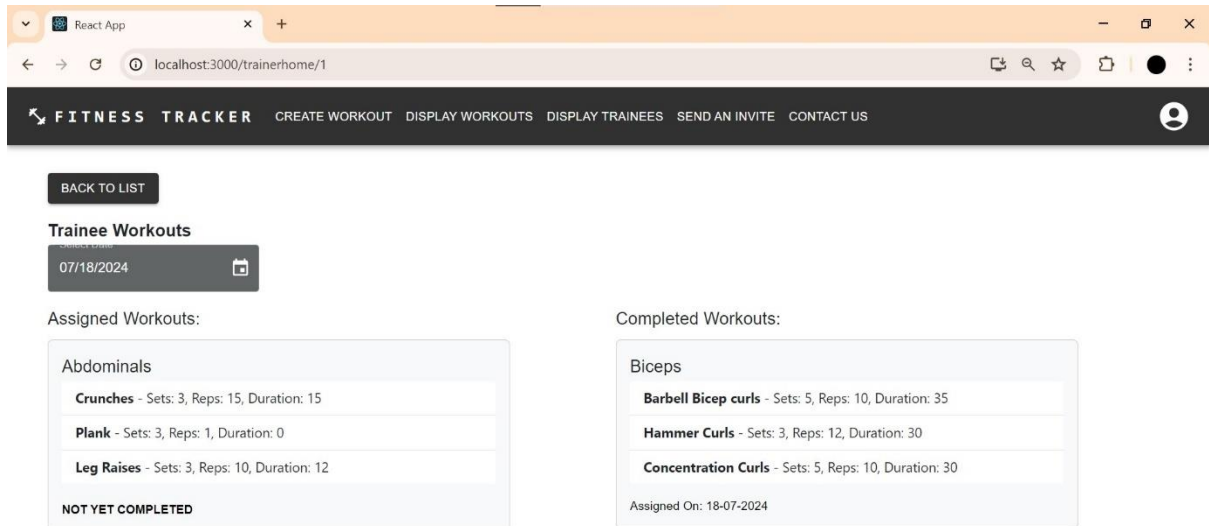 React App
localhost:3000/trainerhome/1
FITNESS TRACKER CREATE WORKOUT DISPLAY WORKOUTS DISPLAY TRAINEES SEND AN INVITE CONTACT US
BACK TO LIST
Trainee Workouts
Select Date
07/18/2024
Assigned Workouts:
Abdominals
Crunches - Sets: 3, Reps: 15, Duration: 15
Plank - Sets: 3, Reps: 1, Duration: 0
Leg Raises - Sets: 3, Reps: 10, Duration: 12
NOT YET COMPLETED
Completed Workouts:
Biceps
Barbell Bicep curls - Sets: 5, Reps: 10, Duration: 35
Hammer Curls - Sets: 3, Reps: 12, Duration: 30
Concentration Curls - Sets: 5, Reps: 10, Duration: 30
Assigned On: 18-07-2024